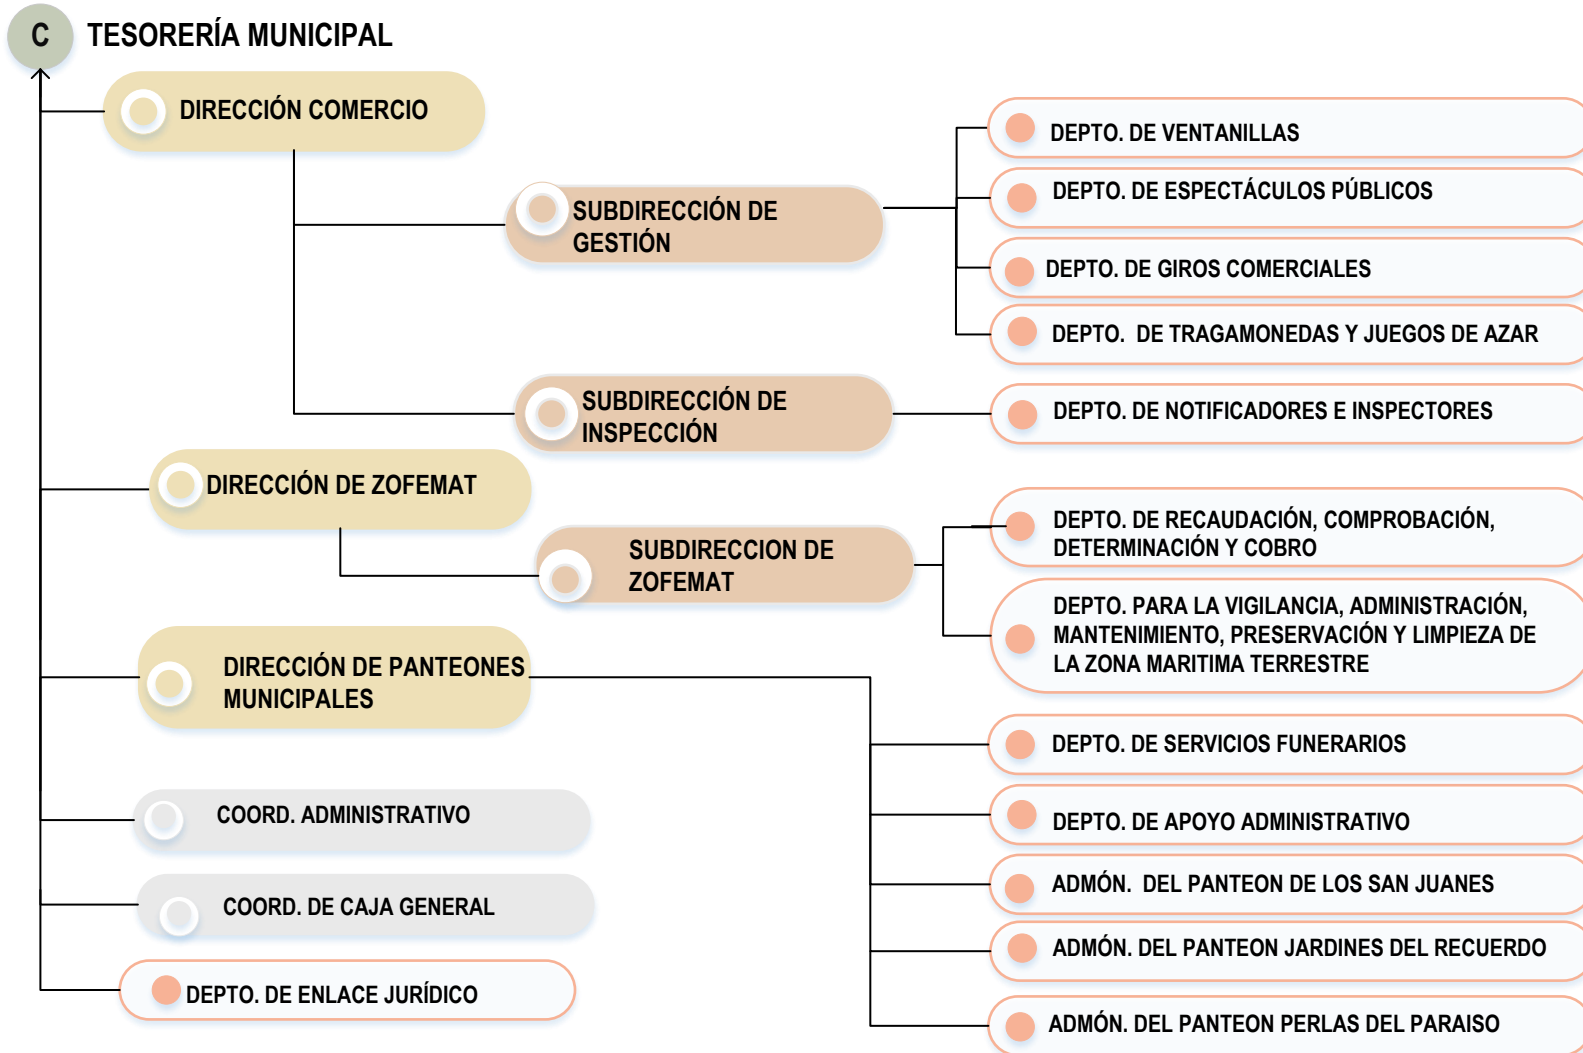 C TESORERÍA MUNICIPAL
DIRECCIÓN COMERCIO
SUBDIRECCIÓN DE
GESTIÓN
DEPTO. DE VENTANILLAS
DEPTO. DE ESPECTÁCULOS PÚBLICOS
DEPTO. DE GIROS COMERCIALES
DEPTO. DE TRAGAMONEDAS Y JUEGOS DE AZAR
SUBDIRECCIÓN DE
INSPECCIÓN
DEPTO. DE NOTIFICADORES E INSPECTORES
DIRECCIÓN DE ZOFEMAT
SUBDIRECCION DE
ZOFEMAT
DEPTO. DE RECAUDACIÓN, COMPROBACIÓN,
DETERMINACIÓN Y COBRO
DEPTO. PARA LA VIGILANCIA, ADMINISTRACIÓN,
MANTENIMIENTO, PRESERVACIÓN Y LIMPIEZA DE
LA ZONA MARITIMA TERRESTRE
DIRECCIÓN DE PANTEONES
MUNICIPALES
DEPTO. DE SERVICIOS FUNERARIOS
DEPTO. DE APOYO ADMINISTRATIVO
ADMÓN. DEL PANTEON DE LOS SAN JUANES
ADMÓN. DEL PANTEON JARDINES DEL RECUERDO
ADMÓN. DEL PANTEON PERLAS DEL PARAISO
COORD. ADMINISTRATIVO
COORD. DE CAJA GENERAL
DEPTO. DE ENLACE JURÍDICO